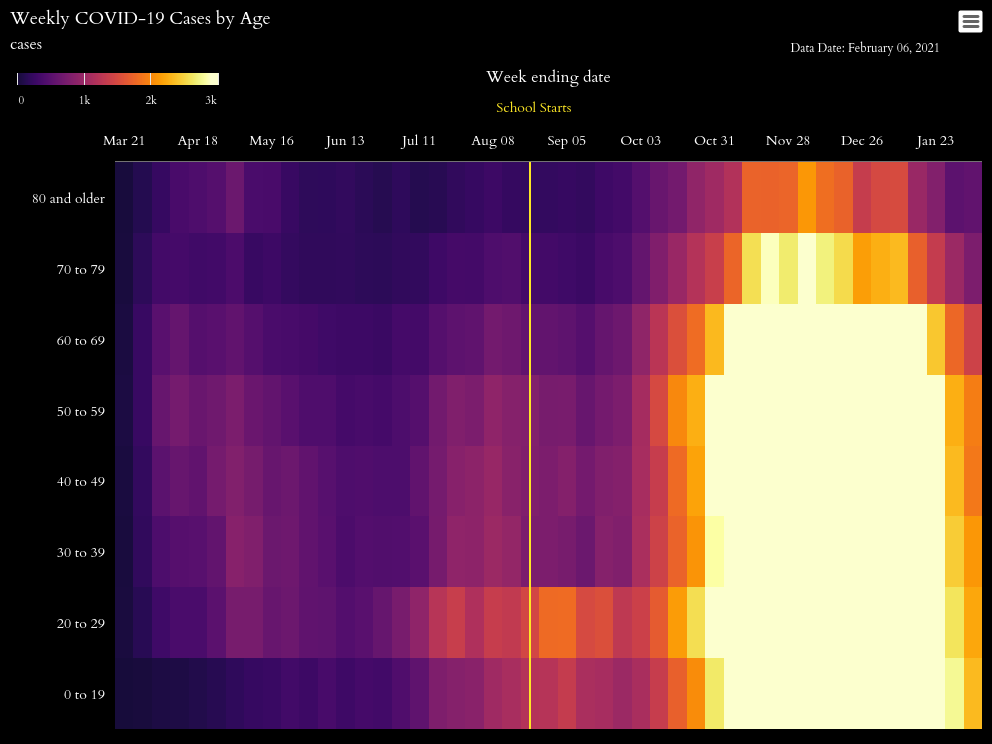 Weekly COVID-19 Cases by Age
cases
Data Date: February 06, 2021
0 1k 2k 3k
Week ending date
School Starts
Mar 21 Apr 18 May 16 Jun 13 Jul 11 Aug 08 Sep 05 Oct 03 Oct 31 Nov 28 Dec 26 Jan 23
80 and older
70 to 79
60 to 69
50 to 59
40 to 49
30 to 39
20 to 29
0 to 19